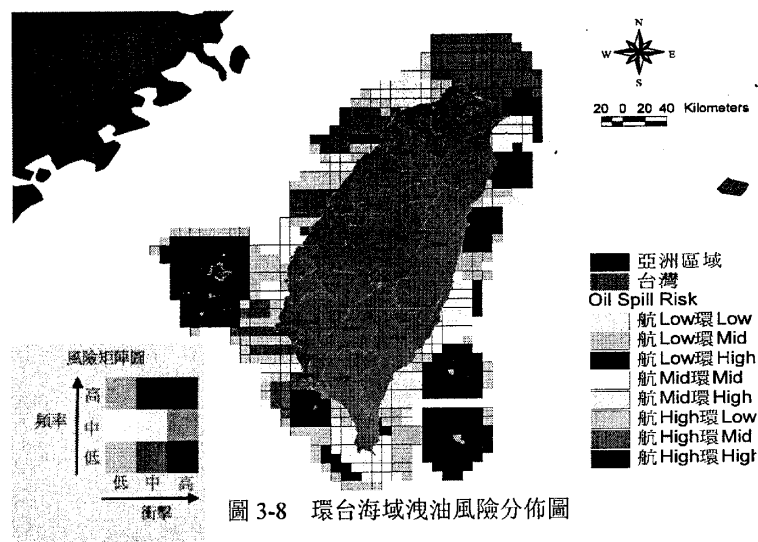 N
W E
S
20 0 20 40 Kilometers
亞洲區域
台灣
Oil Spill Risk
航Low環Low
航Low環Mid
航Low環High
航Mid環Mid
航Mid環High
航High環Low
航High環Mid
航High環High
風險矩陣圖
高
頻率
中
低
低 中 高
衝擊
圖 3-8 環台海域洩油風險分佈圖